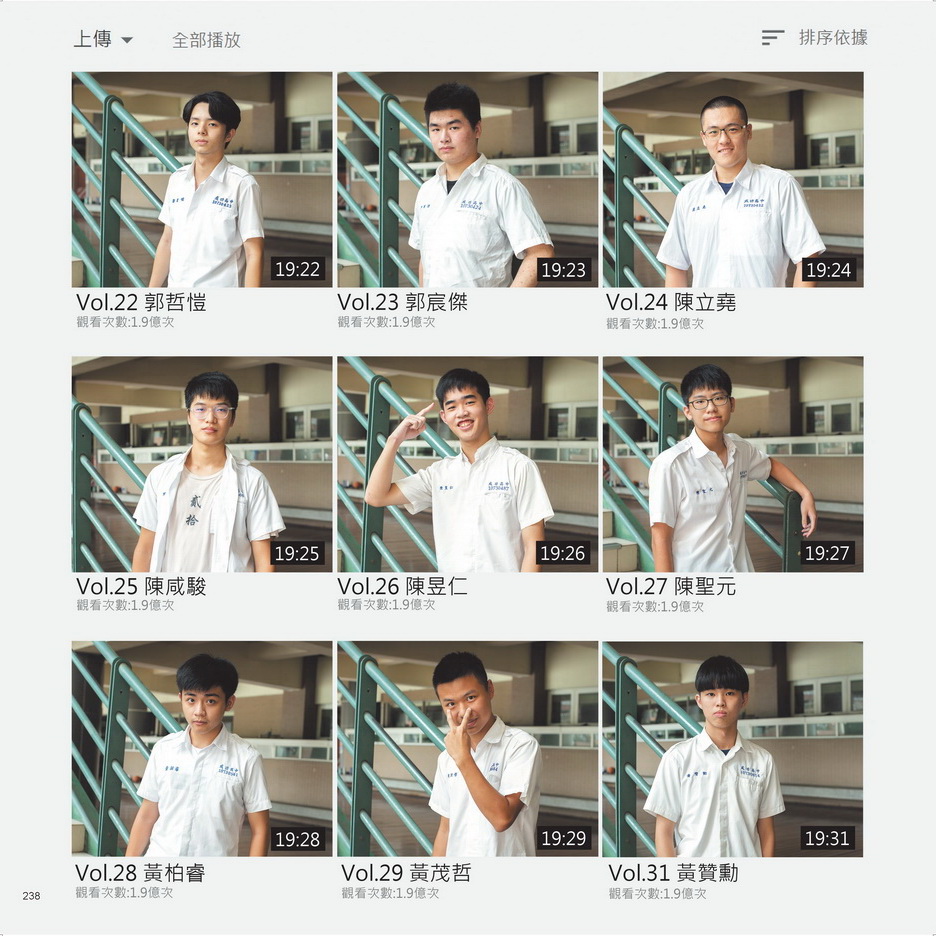 上傳
全部播放
排序依據
19:22
19:23
19:24
Vol.22 郭哲愷
觀看次數:1.9億次
Vol.23 郭宸傑
觀看次數:1.9億次
Vol.24 陳立堯
觀看次數:1.9億次
貳
拾
19:25
19:26
19:27
Vol.25 陳咸駿
觀看次數:1.9億次
Vol.26 陳昱仁
觀看次數:1.9億次
Vol.27 陳聖元
觀看次數:1.9億次
19:28
19:29
19:31
Vol.28 黃柏睿
觀看次數:1.9億次
Vol.29 黃茂哲
觀看次數:1.9億次
Vol.31 黃贊勳
觀看次數:1.9億次
238